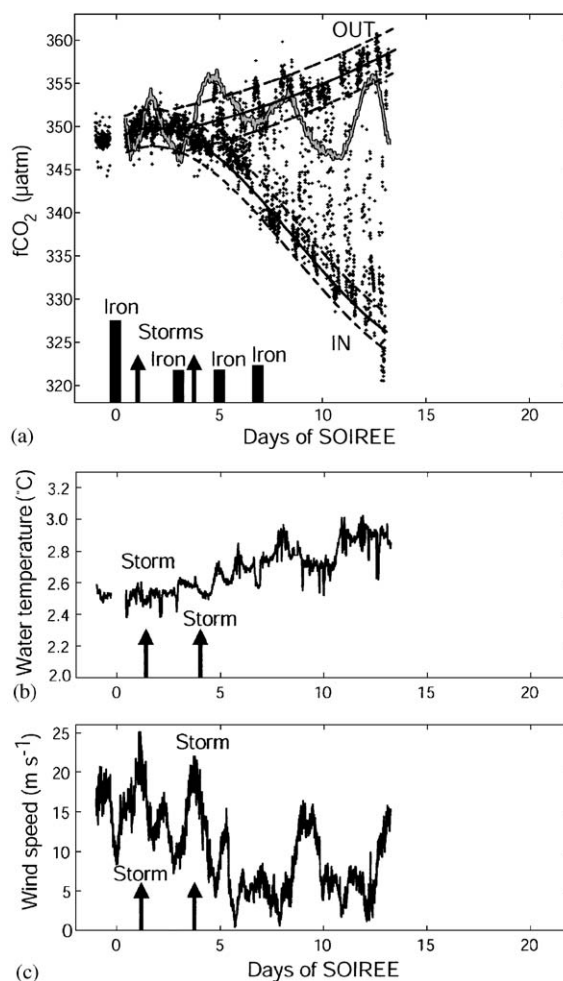 360
355
350
345
340
335
330
325
320
fCO₂ (µatm)
OUT
IN
Iron
Storms
Iron
Iron
Iron
0 5 10 15 20
(a) Days of SOIREE
3.2
3.0
2.8
2.6
2.4
2.2
2.0
Water temperature (°C)
Storm
Storm
0 5 10 15 20
(b)
25
20
15
10
5
0
Wind speed (m s⁻¹)
Storm
Storm
0 5 10 15 20
(c) Days of SOIREE